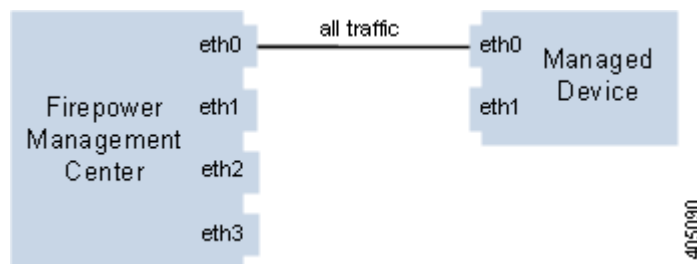 all traffic
eth0
eth0
Managed
Device
eth1
eth1
Firepower
Management
Center
eth2
eth3
405090